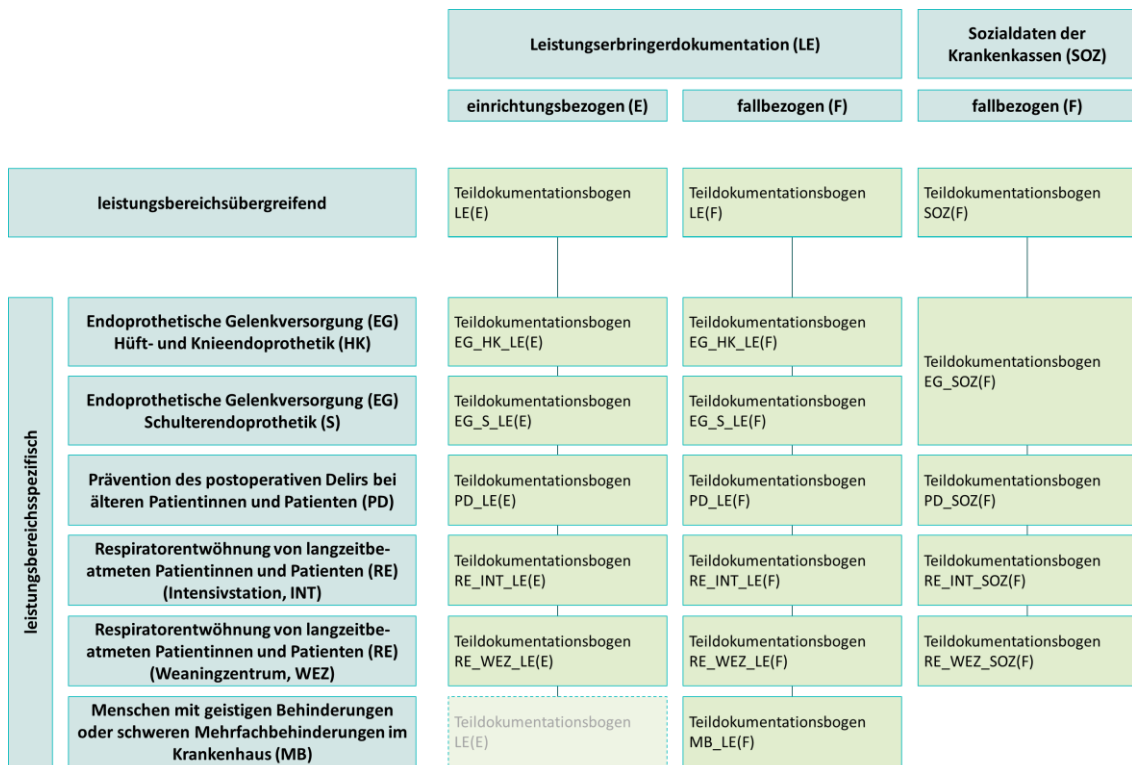 Leistungserbringerdokumentation (LE)
Sozialdaten der
Krankenkassen (SOZ)
einrichtungsbezogen (E)
fallbezogen (F)
fallbezogen (F)
leistungsbereichsübergreifend
Teildokumentationsbogen
LE(E)
Teildokumentationsbogen
LE(F)
Teildokumentationsbogen
SOZ(F)
leistungsbereichsspezifisch
Endoprothetische Gelenkversorgung (EG)
Hüft- und Knieendoprothetik (HK)
Teildokumentationsbogen
EG_HK_LE(E)
Teildokumentationsbogen
EG_HK_LE(F)
Teildokumentationsbogen
EG_SOZ(F)
Endoprothetische Gelenkversorgung (EG)
Schulterendoprothetik (S)
Teildokumentationsbogen
EG_S_LE(E)
Teildokumentationsbogen
EG_S_LE(F)
Prävention des postoperativen Delirs bei
älteren Patientinnen und Patienten (PD)
Teildokumentationsbogen
PD_LE(E)
Teildokumentationsbogen
PD_LE(F)
Teildokumentationsbogen
PD_SOZ(F)
Respiratorentwöhnung von langzeitbe-
atmeten Patientinnen und Patienten (RE)
(Intensivstation, INT)
Teildokumentationsbogen
RE_INT_LE(E)
Teildokumentationsbogen
RE_INT_LE(F)
Teildokumentationsbogen
RE_INT_SOZ(F)
Respiratorentwöhnung von langzeitbe-
atmeten Patientinnen und Patienten (RE)
(Weaningzentrum, WEZ)
Teildokumentationsbogen
RE_WEZ_LE(E)
Teildokumentationsbogen
RE_WEZ_LE(F)
Teildokumentationsbogen
RE_WEZ_SOZ(F)
Menschen mit geistigen Behinderungen
oder schweren Mehrfachbehinderungen im
Krankenhaus (MB)
Teildokumentationsbogen
LE(E)
Teildokumentationsbogen
MB_LE(F)